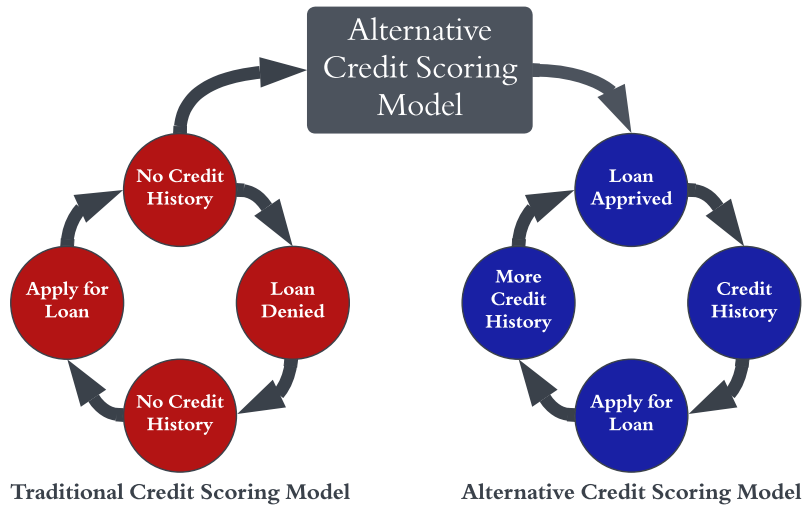 Alternative
Credit Scoring
Model
No Credit
History
Loan
Denied
No Credit
History
Apply for
Loan
Traditional Credit Scoring Model
Loan
Apprived
Credit
History
Apply for
Loan
More
Credit
History
Alternative Credit Scoring Model